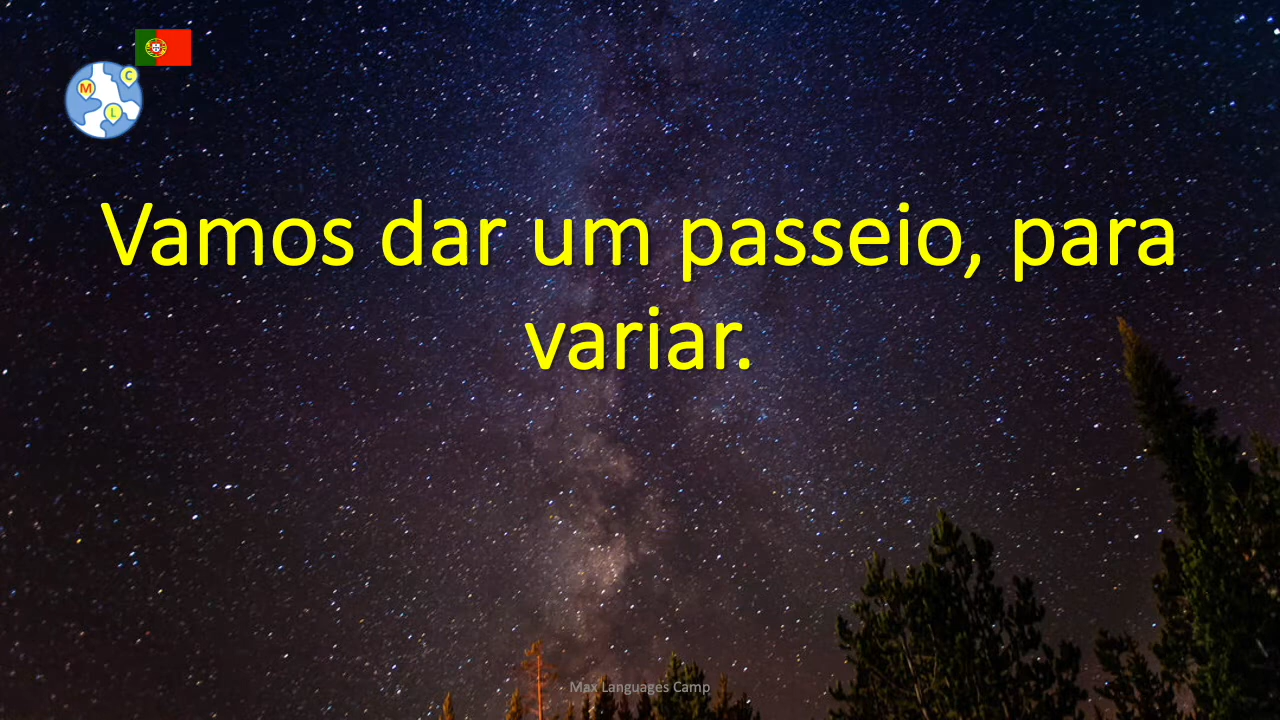 M
C
L
Vamos dar um passeio, para
variar.
Max Languages Camp